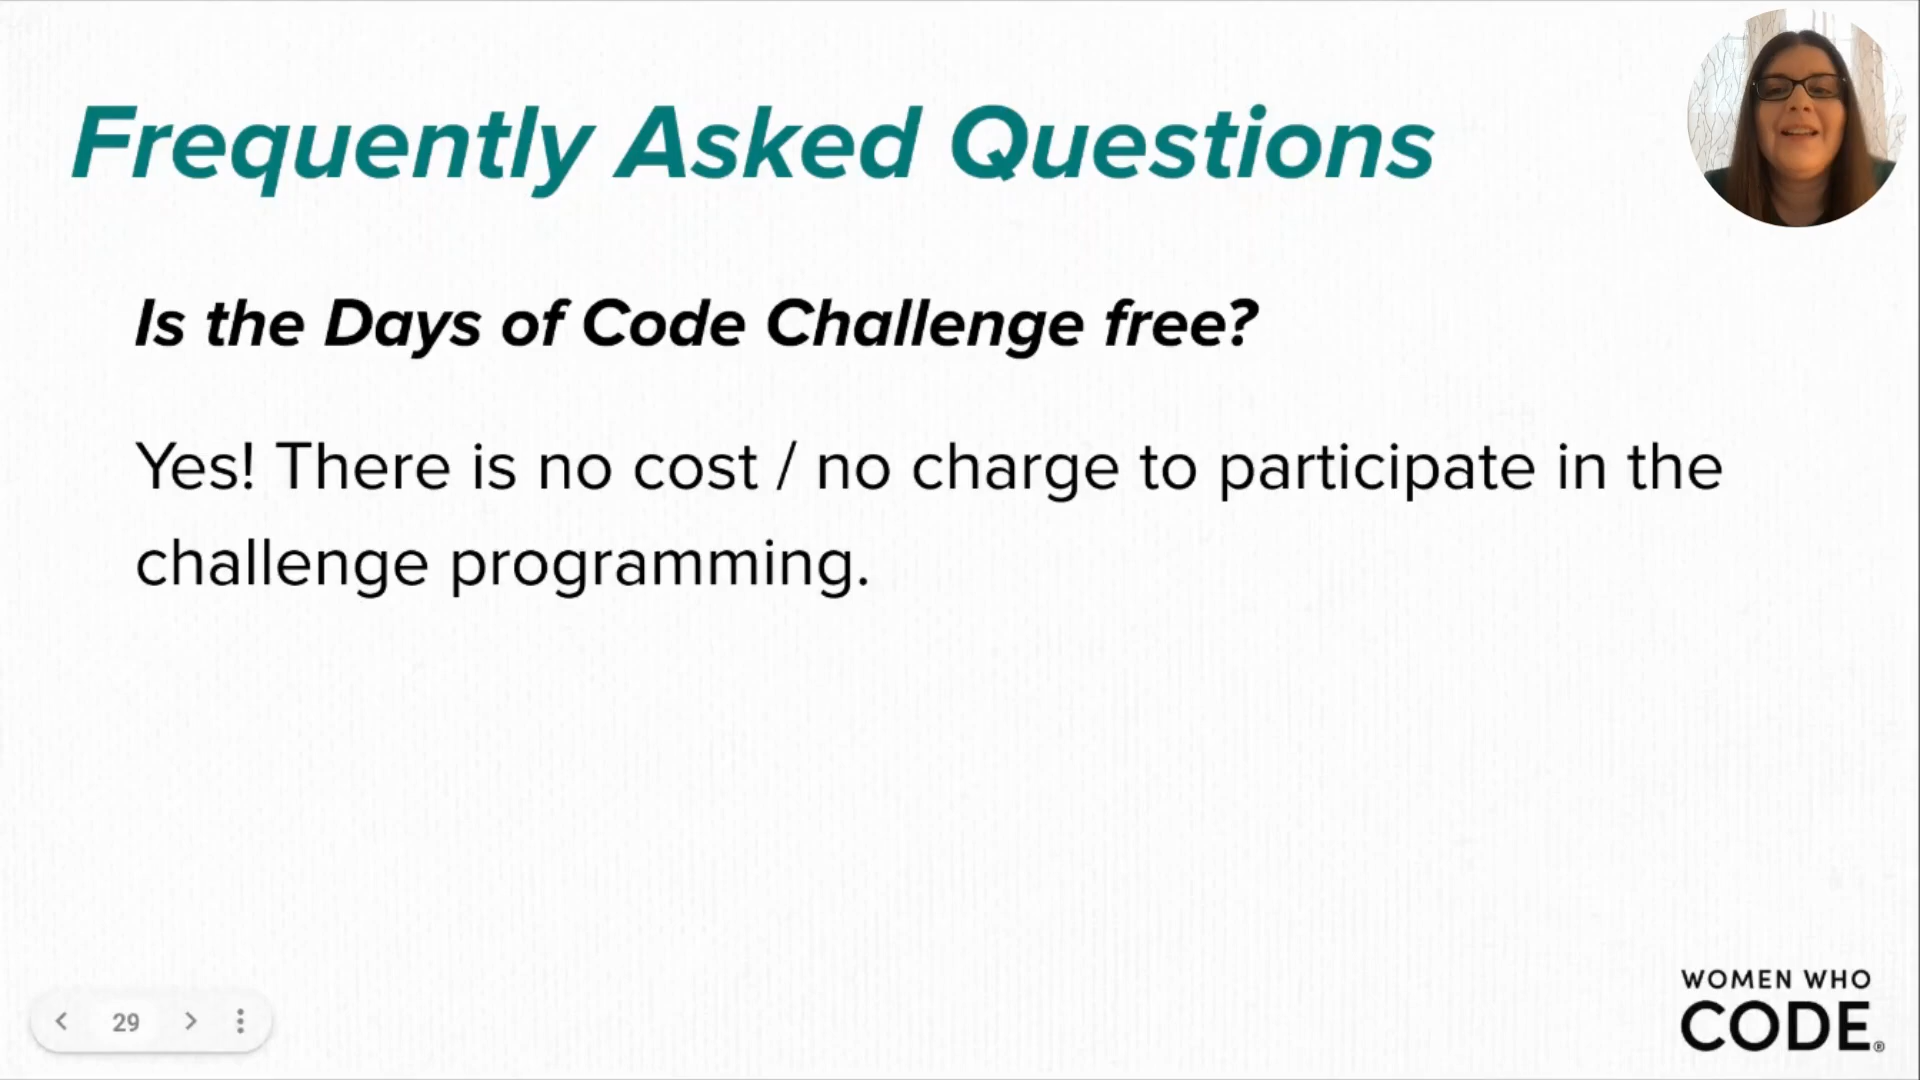 Frequently Asked Questions
Is the Days of Code Challenge free?
Yes! There is no cost / no charge to participate in the
challenge programming.
29
WOMEN WHO
CODE®